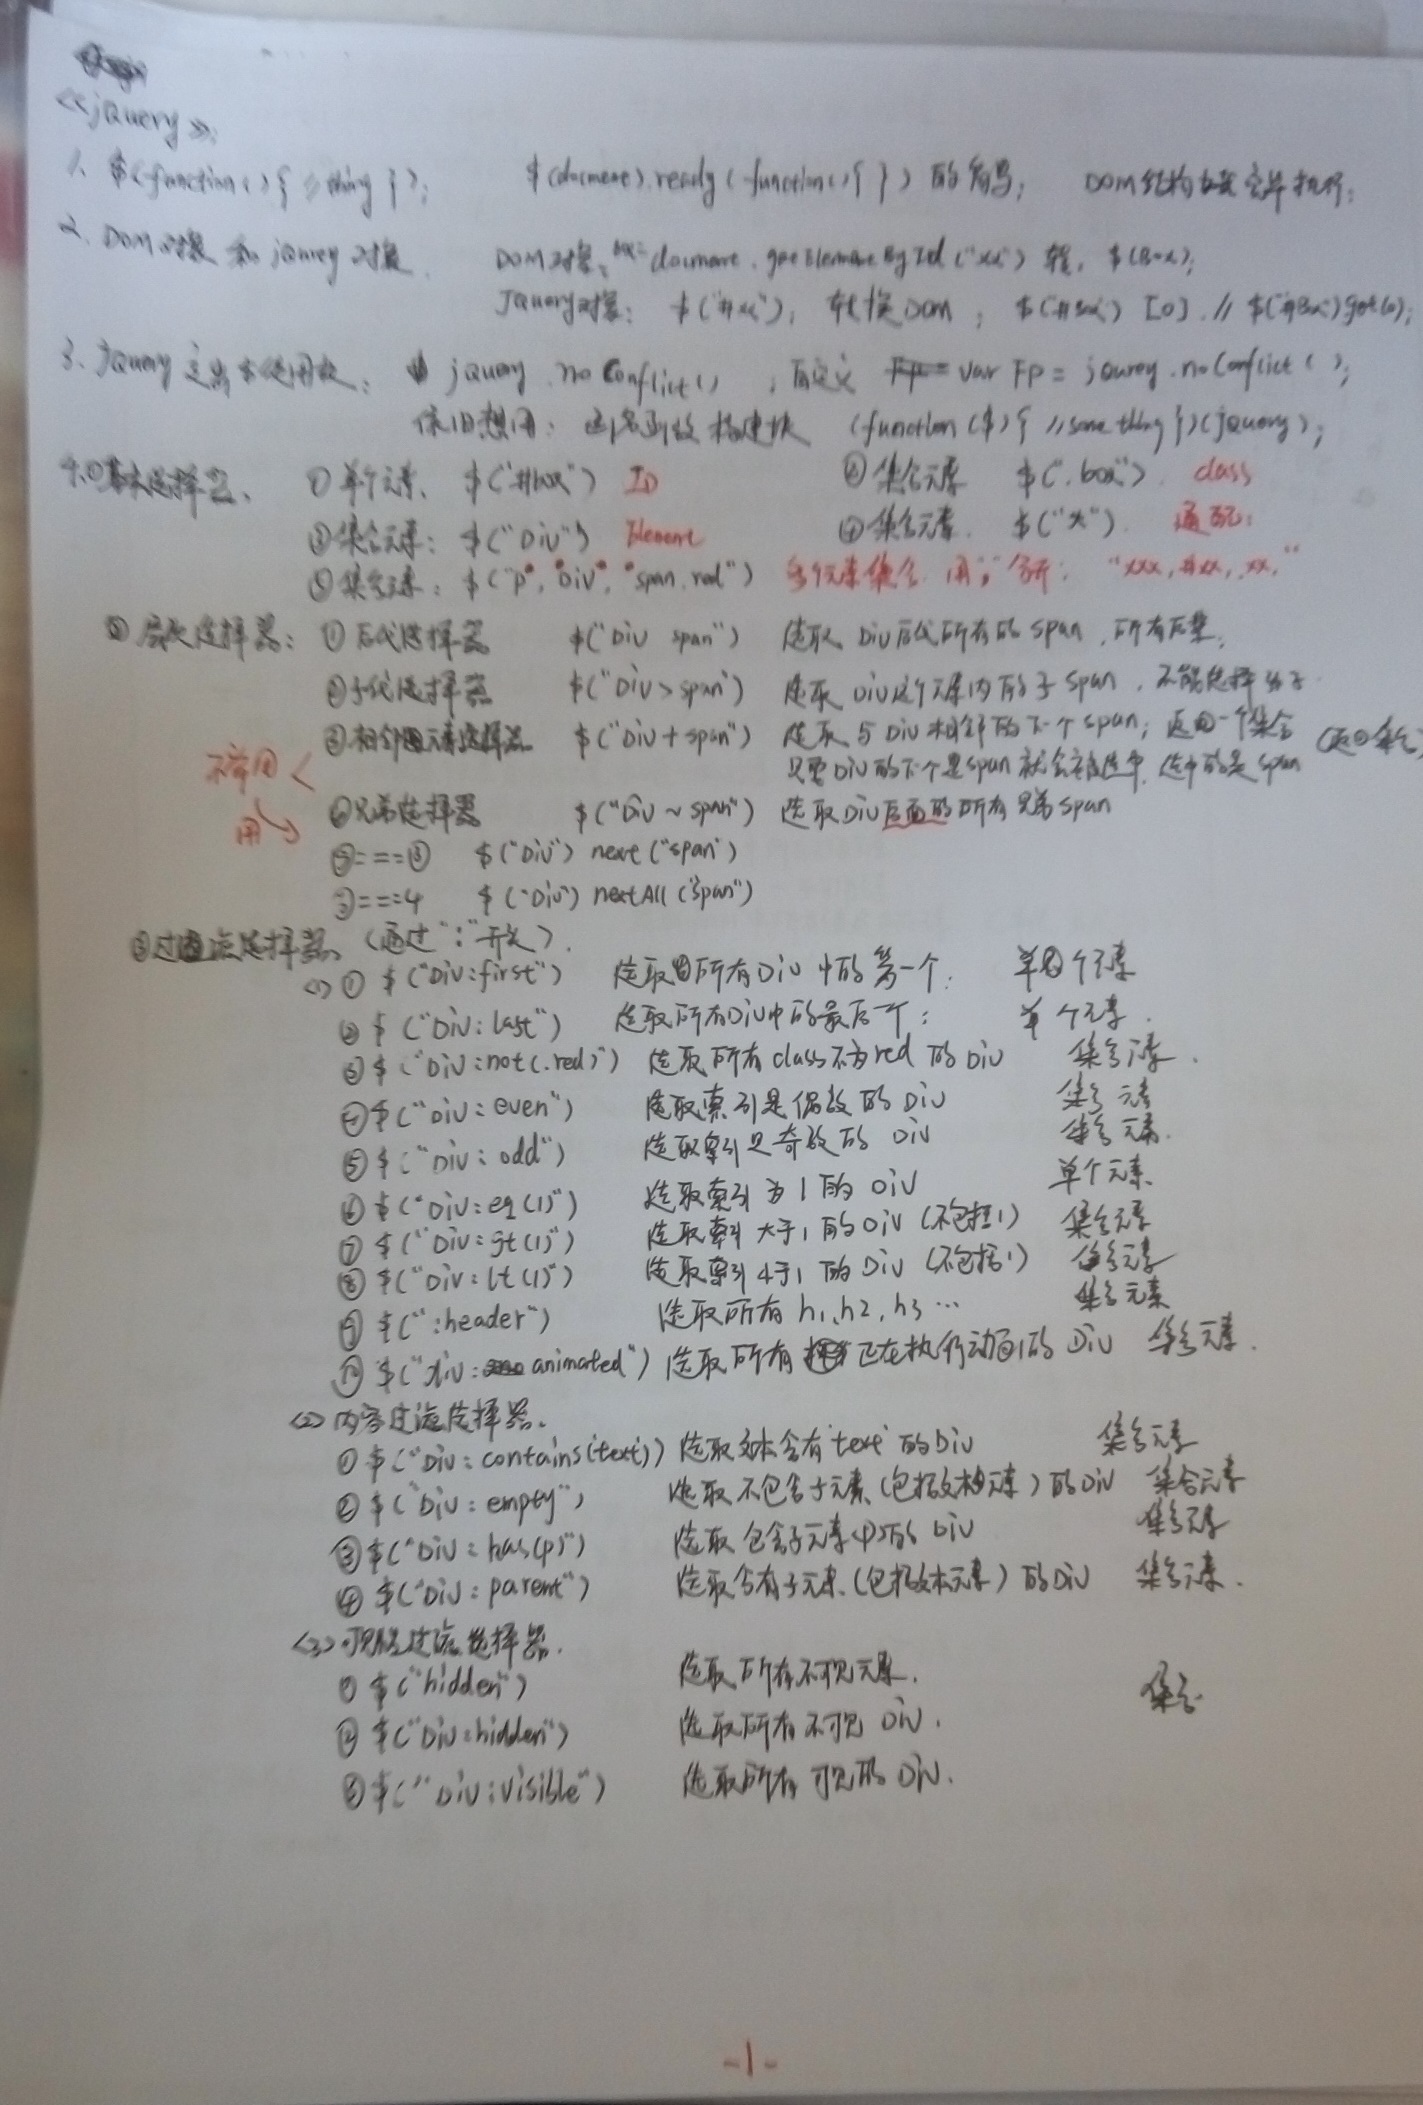 <<jQuery>>:
1. $(function(){ //thing }); $(document).ready(function(){ }) 的简写; DOM结构加载完毕执行;
2. DOM对象和jQuery对象. DOM对象: box=document.getElementById("xx") 转, $(Box);
jQuery对象: $("#xx"); 转换DOM; $("#Box")[0] // $("#Box")get(0);
3. jQuery 让出$使用权: jQuery.noConflict() ; 自定义 var Fp = jQuery.noConflict();
依旧想用: 函数 构建块 (function($){ //some thing })(jQuery);
4.①基本选择器. ①单个元素. $("#box") ID ②集合元素 $(".box") class
③集合元素: $("Div") Element ④集合元素. $("*"). 通配:
⑤集合元素: $("p, Div, span.red") 多个元素集合 用","分开: "xxx, #xx, .xx,"
②层次选择器: ①后代选择器 $("Div span") 选取 Div后代所有的span, 所有后辈.
②子代选择器 $("Div>span") 选取 Div这个元素内的子span, 不能选择孙子.
③相邻元素选择器 $("Div+span") 选取与Div相邻的下一个span; 返回一个集合 (返回集合)
不常用 只要Div的下个是span就会被选中, 选中的是span
用 ④兄弟选择器 $("Div~span") 选取Div后面的所有兄弟span
⑤===③ $("Div") next("span")
===4 $("Div") nextAll("span")
③过滤选择器. (通过":"开头).
<1> ① $("Div:first") 选取所有Div中的第一个; 单个元素
② $("Div:last") 选取所有Div中的最后一个: 单个元素.
③ $("Div:not(.red)") 选取所有class不为red的Div 集合元素.
④ $("Div:even") 选取索引是偶数的Div 集合元素
⑤ $("Div:odd") 选取索引是奇数的Div 集合元素.
⑥ $("Div:eq(1)") 选取索引为1的Div 单个元素
⑦ $("Div:gt(1)") 选取索引大于1的Div(不包括1) 集合元素
⑧ $("Div:lt(1)") 选取索引小于1的Div(不包括1) 集合元素
⑨ $(":header") 选取所有h1,h2,h3… 集合元素
⑩ $("Div:animated") 选取所有正在执行动画的Div 集合元素.
<2> 内容过滤选择器.
① $("Div:contains(text)) 选取文本含有"text"的Div 集合元素
② $("Div:empty") 选取不包含子元素(包括文本元素)的Div 集合元素
③ $("Div:has(p)") 选取包含子元素<p>的Div 集合元素
④ $("Div:parent") 选取含有子元素(包括文本元素)的Div 集合元素.
<3> 可见过滤选择器.
① $("hidden") 选取所有不可见元素. 集合
② $("Div:hidden") 选取所有不可见Div.
③ $("Div:visible") 选取所有可见的Div.
-1-